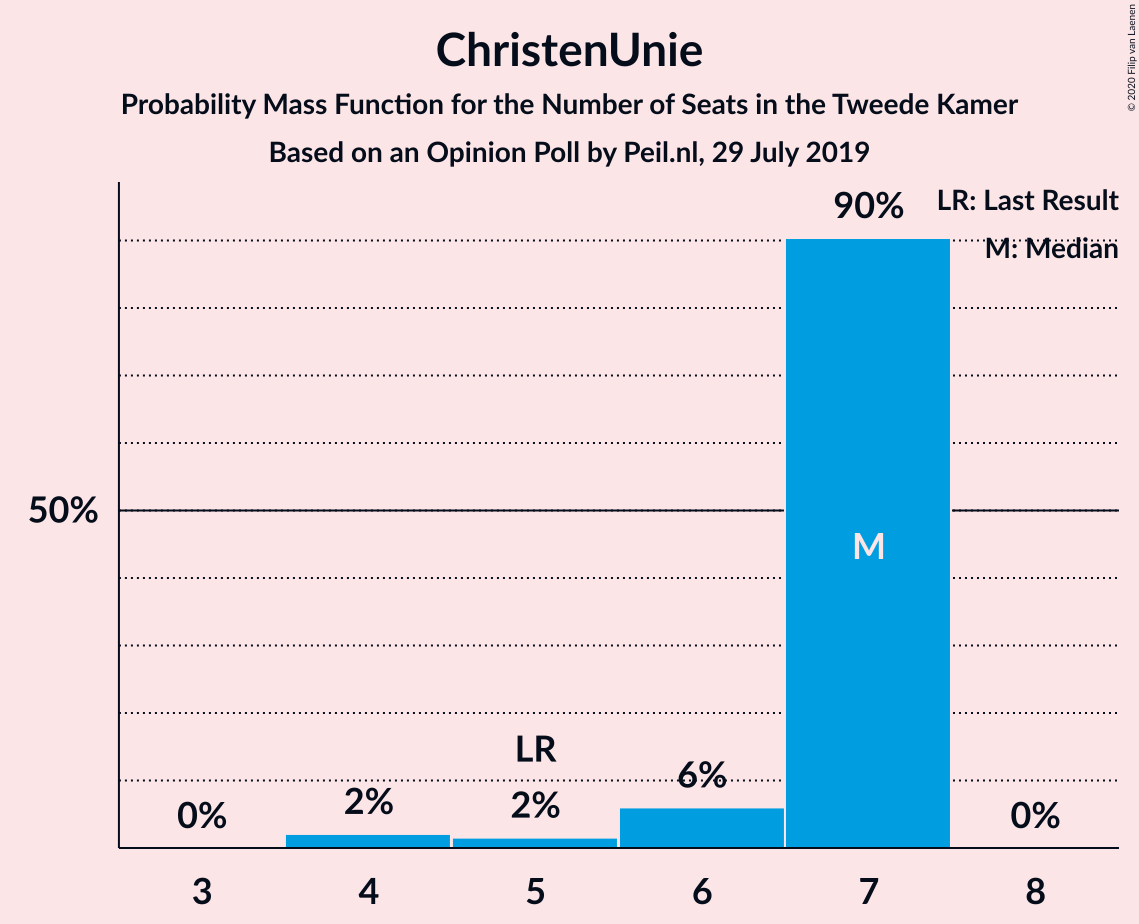 ChristenUnie
Probability Mass Function for the Number of Seats in the Tweede Kamer
Based on an Opinion Poll by Peil.nl, 29 July 2019
© 2020 Filip van Laenen
LR: Last Result
M: Median
50%
0%
2%
LR
2%
6%
90%
M
0%
3 4 5 6 7 8